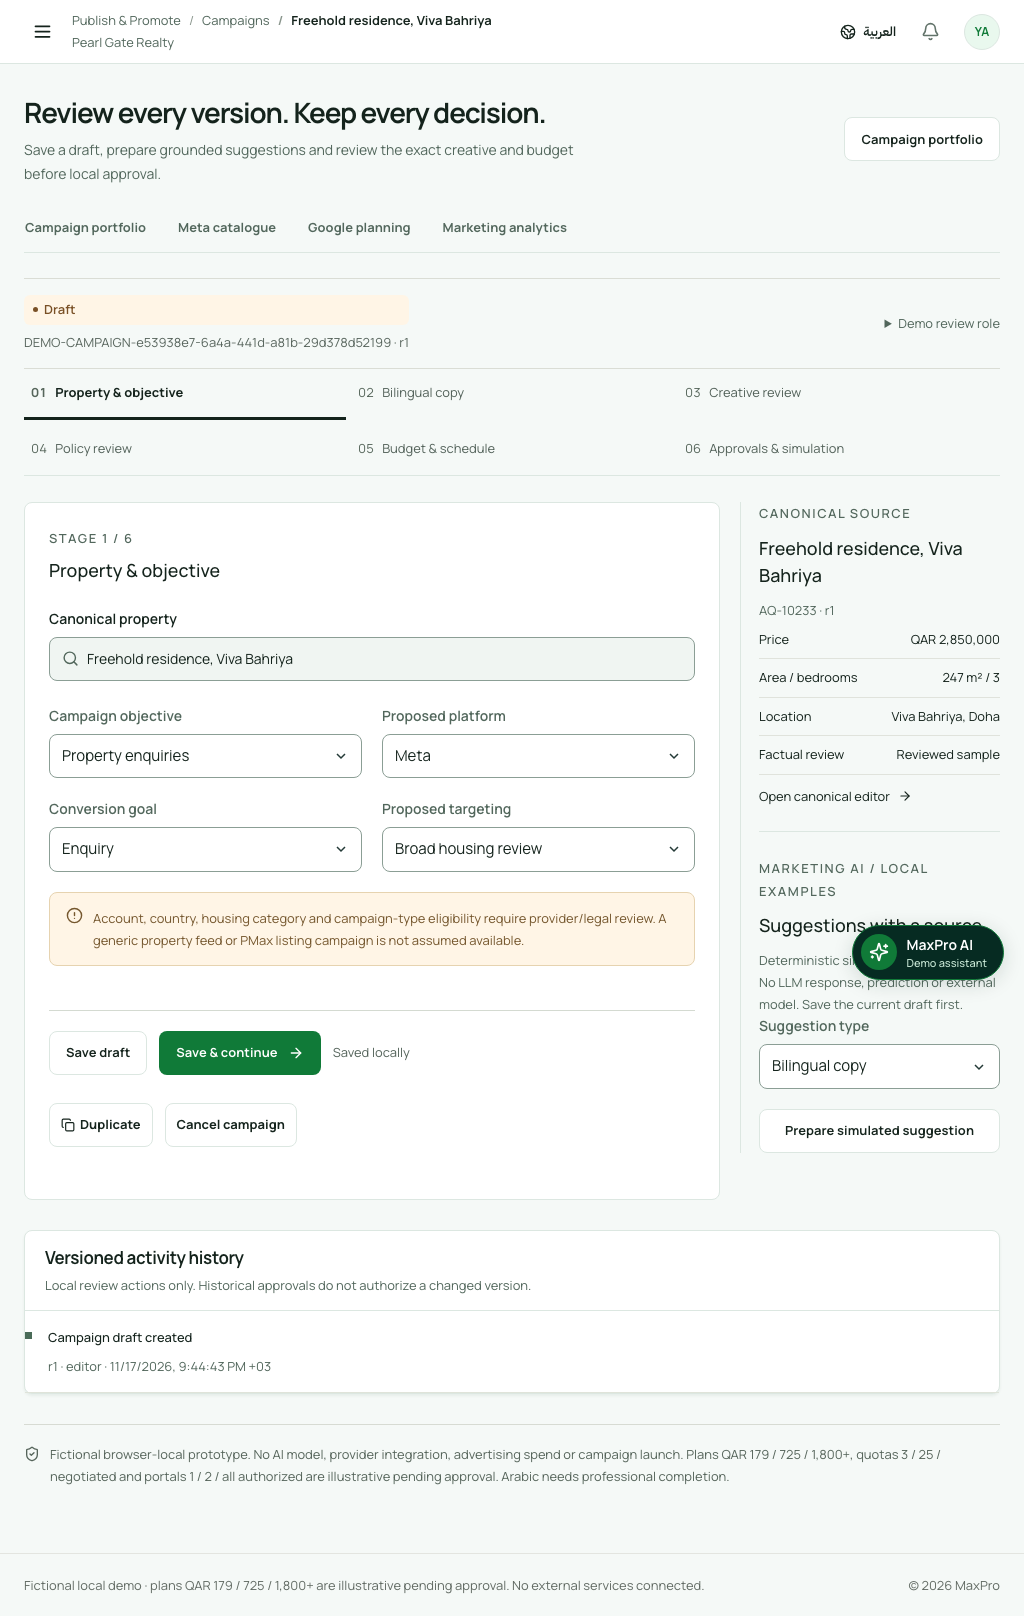 Publish & Promote / Campaigns / Freehold residence, Viva Bahriya
Pearl Gate Realty
العربية
YA
Review every version. Keep every decision.
Save a draft, prepare grounded suggestions and review the exact creative and budget
before local approval.
Campaign portfolio
Campaign portfolio
Meta catalogue
Google planning
Marketing analytics
Draft
DEMO-CAMPAIGN-e53938e7-6a4a-441d-a81b-29d378d52199 · r1
Demo review role
01 Property & objective
02 Bilingual copy
03 Creative review
04 Policy review
05 Budget & schedule
06 Approvals & simulation
STAGE 1 / 6
Property & objective
Canonical property
Freehold residence, Viva Bahriya
Campaign objective
Proposed platform
Property enquiries
Meta
Conversion goal
Proposed targeting
Enquiry
Broad housing review
Account, country, housing category and campaign-type eligibility require provider/legal review. A
generic property feed or PMax listing campaign is not assumed available.
Save draft
Save & continue
Saved locally
Duplicate
Cancel campaign
CANONICAL SOURCE
Freehold residence, Viva
Bahriya
AQ-10233 · r1
Price QAR 2,850,000
Area / bedrooms 247 m² / 3
Location Viva Bahriya, Doha
Factual review Reviewed sample
Open canonical editor
MARKETING AI / LOCAL
EXAMPLES
Suggestions with a source
Deterministic
No LLM response, prediction or external
model. Save the current draft first.
MaxPro AI
Demo assistant
Suggestion type
Bilingual copy
Prepare simulated suggestion
Versioned activity history
Local review actions only. Historical approvals do not authorize a changed version.
Campaign draft created
r1 · editor · 11/17/2026, 9:44:43 PM +03
Fictional browser-local prototype. No AI model, provider integration, advertising spend or campaign launch. Plans QAR 179 / 725 / 1,800+, quotas 3 / 25 /
negotiated and portals 1 / 2 / all authorized are illustrative pending approval. Arabic needs professional completion.
Fictional local demo · plans QAR 179 / 725 / 1,800+ are illustrative pending approval. No external services connected.
© 2026 MaxPro